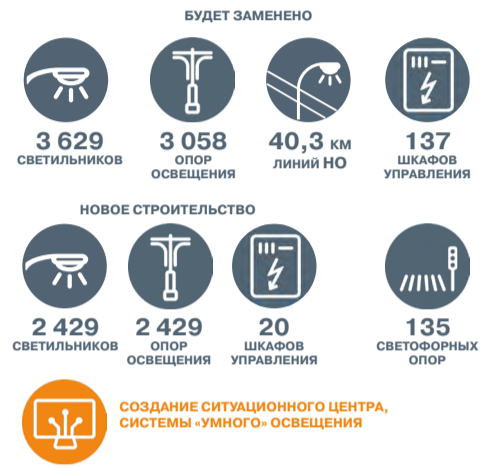 БУДЕТ ЗАМЕНЕНО
3 629
СВЕТИЛЬНИКОВ
3 058
ОПОР
ОСВЕЩЕНИЯ
40,3 КМ
ЛИНИЙ НО
137
ШКАФОВ
УПРАВЛЕНИЯ
НОВОЕ СТРОИТЕЛЬСТВО
2 429
СВЕТИЛЬНИКОВ
2 429
ОПОР
ОСВЕЩЕНИЯ
20
ШКАФОВ
УПРАВЛЕНИЯ
135
СВЕТОФОРНЫХ
ОПОР
СОЗДАНИЕ СИТУАЦИОННОГО ЦЕНТРА,
СИСТЕМЫ «УМНОГО» ОСВЕЩЕНИЯ